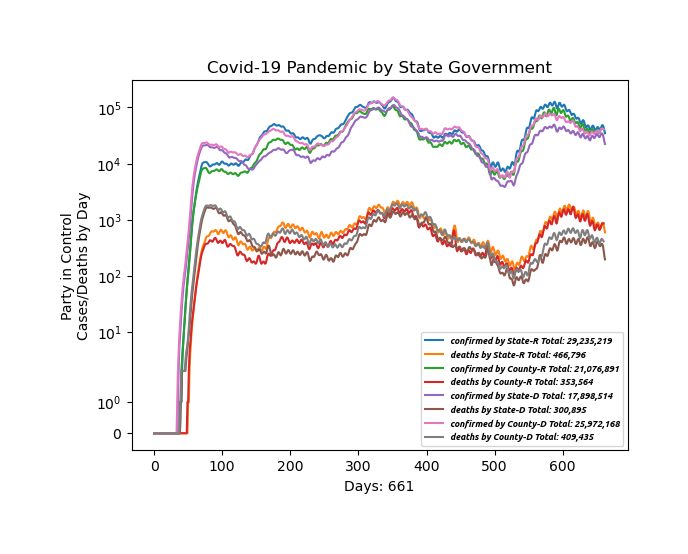 Covid-19 Pandemic by State Government
Party in Control
Cases/Deaths by Day
10^5
10^4
10^3
10^2
10^1
10^0
0
confirmed by State-R Total: 29,235,219
deaths by State-R Total: 466,796
confirmed by County-R Total: 21,076,891
deaths by County-R Total: 353,564
confirmed by State-D Total: 17,898,514
deaths by State-D Total: 300,895
confirmed by County-D Total: 25,972,168
deaths by County-D Total: 409,435
0 100 200 300 400 500 600
Days: 661